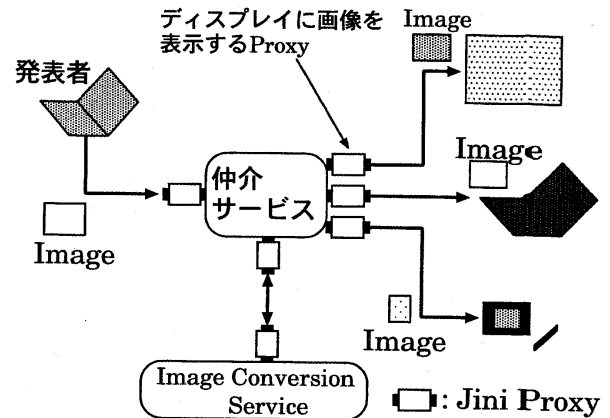 ディスプレイに画像を
表示するProxy
Image
発表者
Image
仲介
サービス
Image
Image
Image Conversion
Service
: Jini Proxy